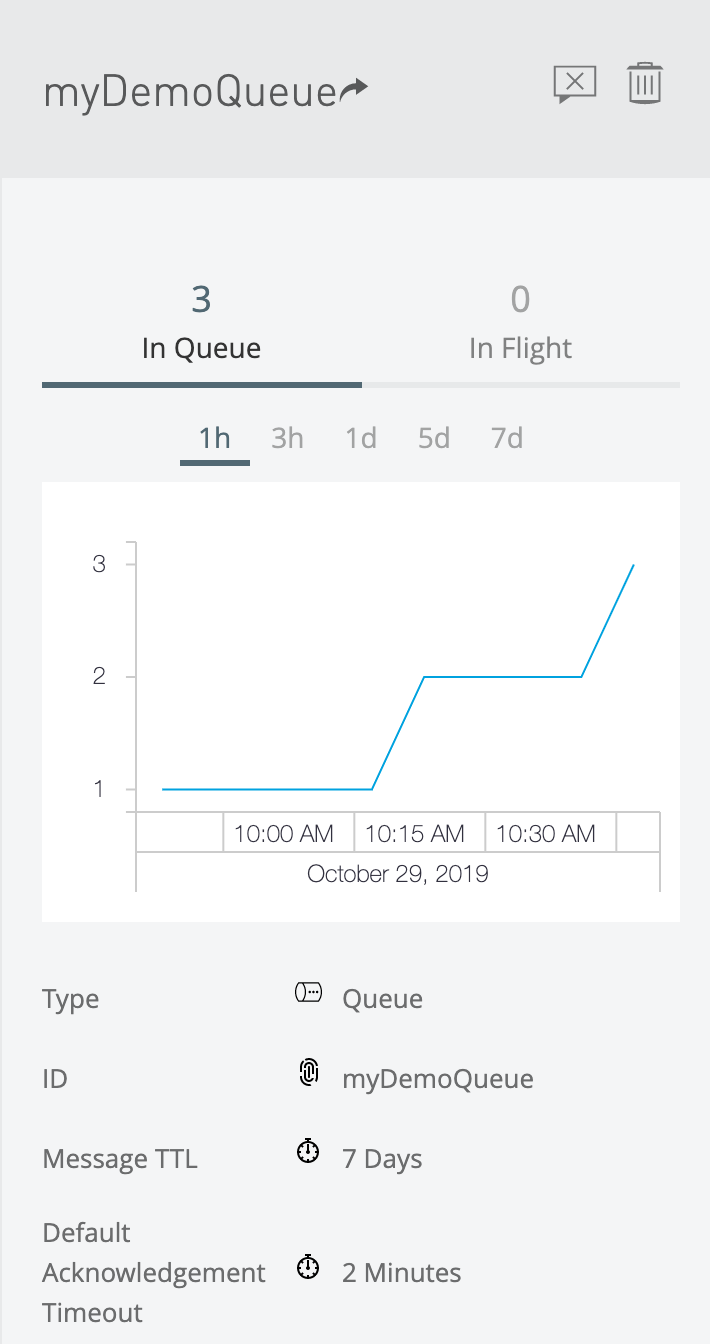 myDemoQueue
3 0
In Queue In Flight
1h 3h 1d 5d 7d
3
2
1
10:00 AM 10:15 AM 10:30 AM
October 29, 2019
Type Queue
ID myDemoQueue
Message TTL 7 Days
Default
Acknowledgement 2 Minutes
Timeout